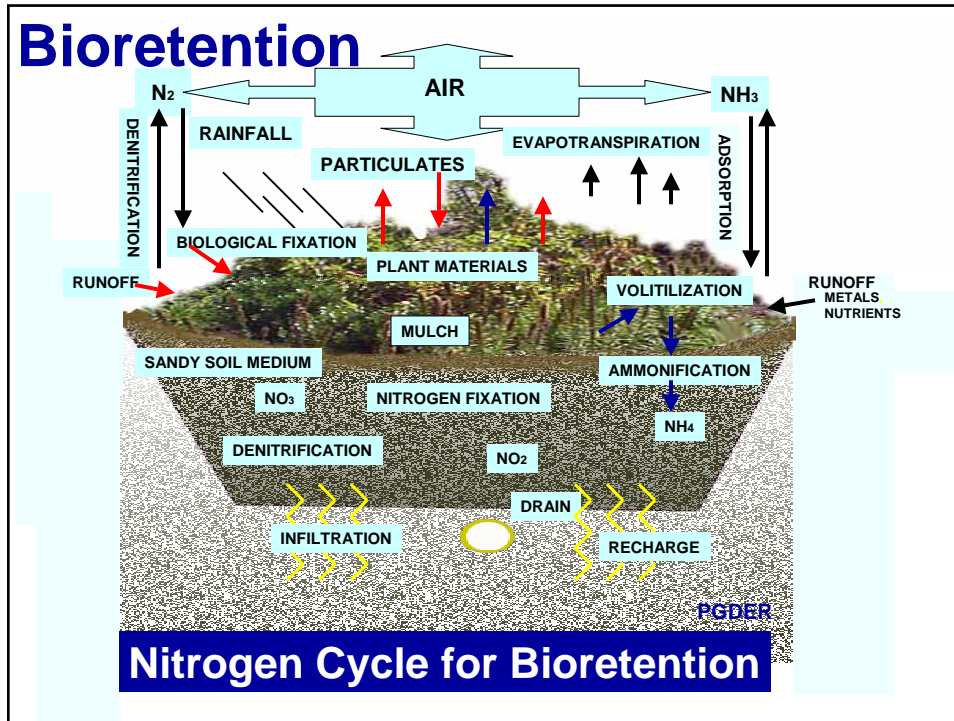 Bioretention
AIR
N2
NH3
DENITRIFICATION
RAINFALL
EVAPOTRANSPIRATION
ADSORPTION
PARTICULATES
BIOLOGICAL FIXATION
PLANT MATERIALS
RUNOFF
VOLITILIZATION
RUNOFF
METALS
NUTRIENTS
MULCH
SANDY SOIL MEDIUM
AMMONIFICATION
NO3
NITROGEN FIXATION
NH4
DENITRIFICATION
NO2
DRAIN
INFILTRATION
RECHARGE
PGDER
Nitrogen Cycle for Bioretention